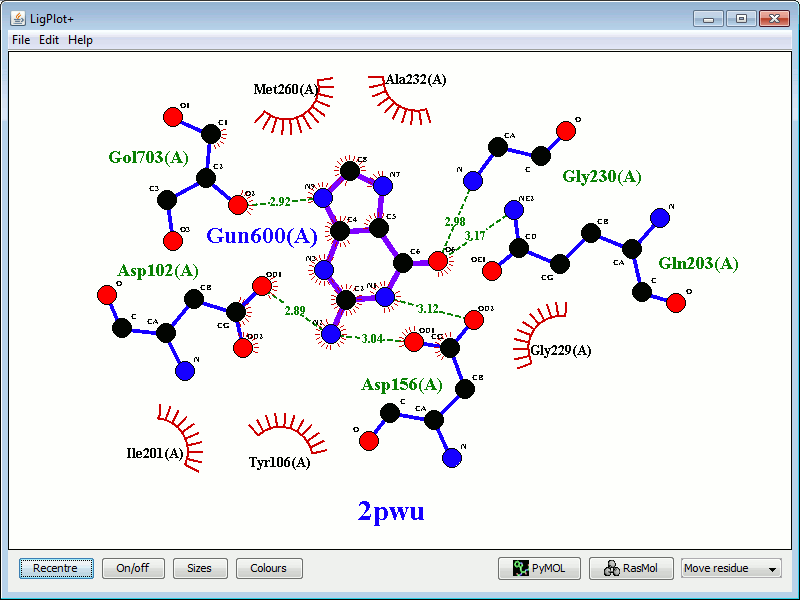 LigPlot+
File Edit Help
Met260(A)
Ala232(A)
O1
C1
O
CA
C
Gol703(A)
C2
C8
N7
N9
N
Gly230(A)
C3
O2
2.92
NE2
N
C4
C5
2.98
CB
Gun600(A)
3.17
O3
C6
O6
CD
CA
Gln203(A)
Asp102(A)
N3
OE1
CG
C
O
OD1
O
CB
C2
N1
2.89
3.12
OD2
C
CA
CG
N2
3.04
OD1
CG
OD2
Gly229(A)
N
Asp156(A)
CB
C
CA
O
N
Ile201(A)
Tyr106(A)
2pwu
Recentre
On/off
Sizes
Colours
PyMOL
RasMol
Move residue